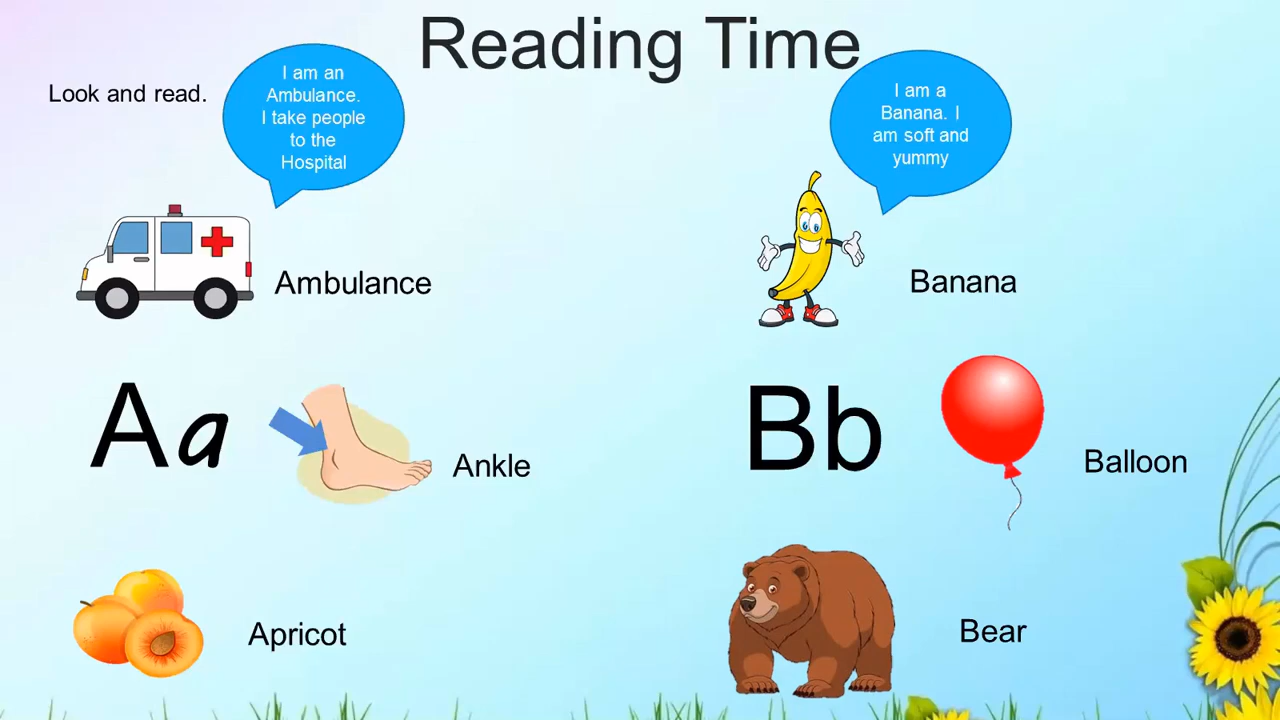 Reading Time
Look and read.
I am an
Ambulance.
I take people
to the
Hospital
I am a
Banana. I
am soft and
yummy
Ambulance
Banana
Aa
Ankle
Bb
Balloon
Apricot
Bear